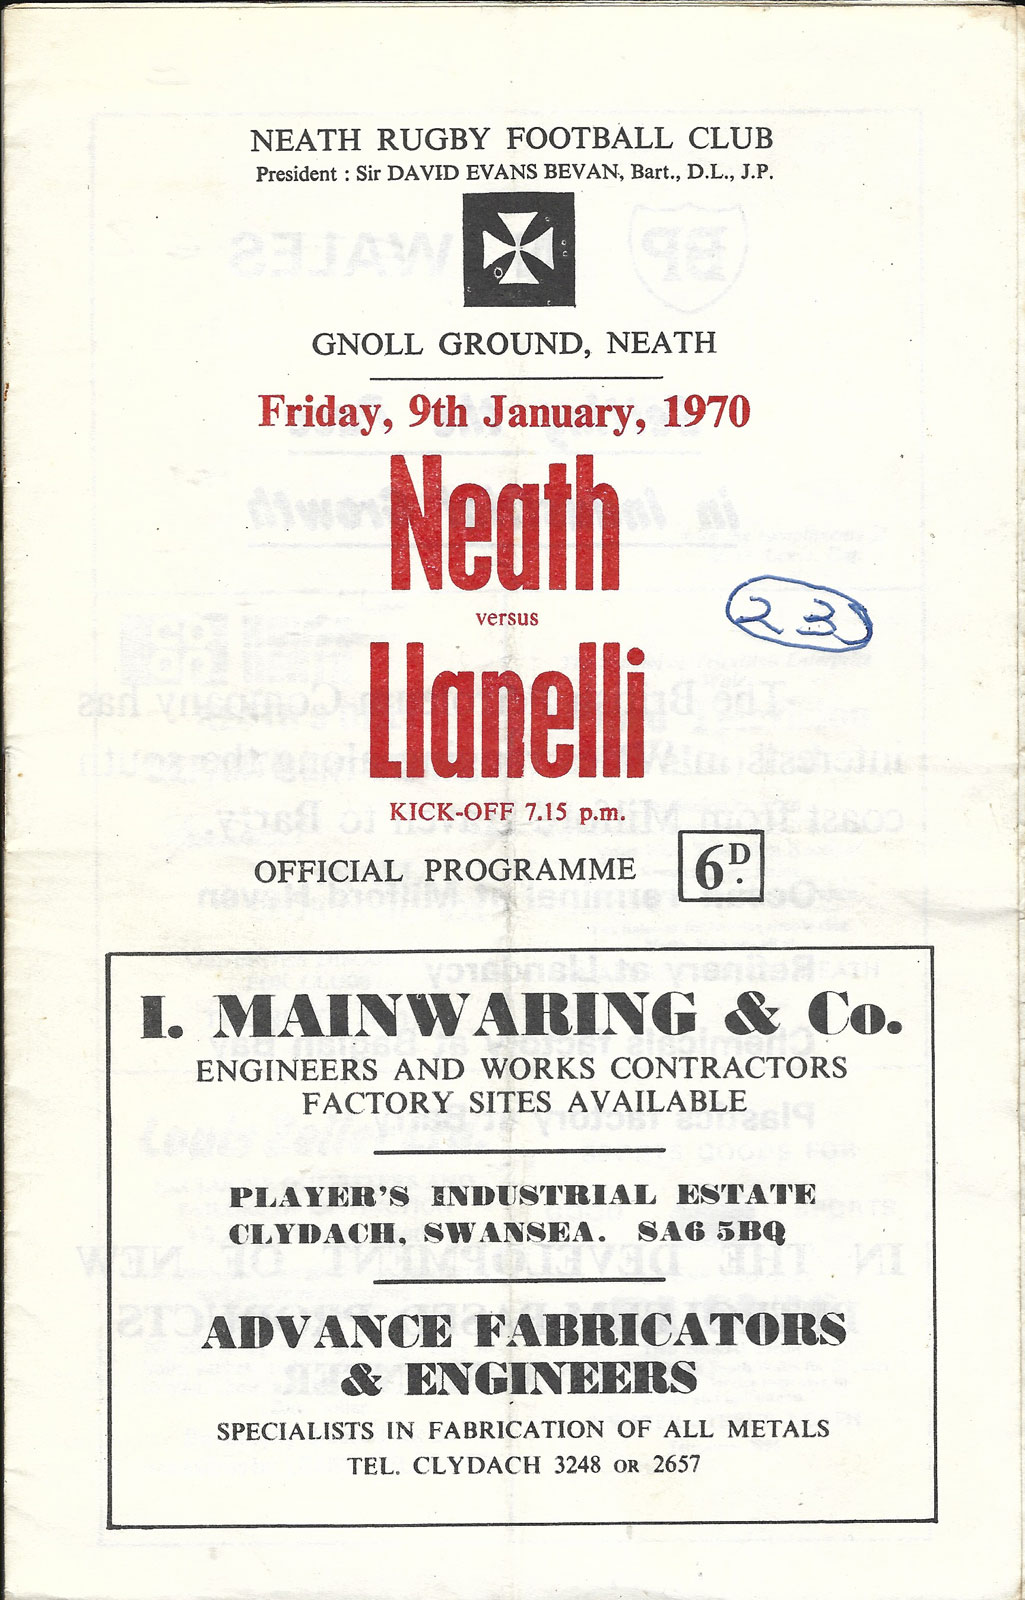 NEATH RUGBY FOOTBALL CLUB
President : Sir DAVID EVANS BEVAN, Bart., D.L., J.P.
GNOLL GROUND, NEATH
Friday, 9th January, 1970
Neath
versus
23
Llanelli
KICK-OFF 7.15 p.m.
OFFICIAL PROGRAMME 6D.
I. MAINWARING & Co.
ENGINEERS AND WORKS CONTRACTORS
FACTORY SITES AVAILABLE
PLAYER'S INDUSTRIAL ESTATE
CLYDACH, SWANSEA. SA6 5BQ
ADVANCE FABRICATORS
& ENGINEERS
SPECIALISTS IN FABRICATION OF ALL METALS
TEL. CLYDACH 3248 OR 2657